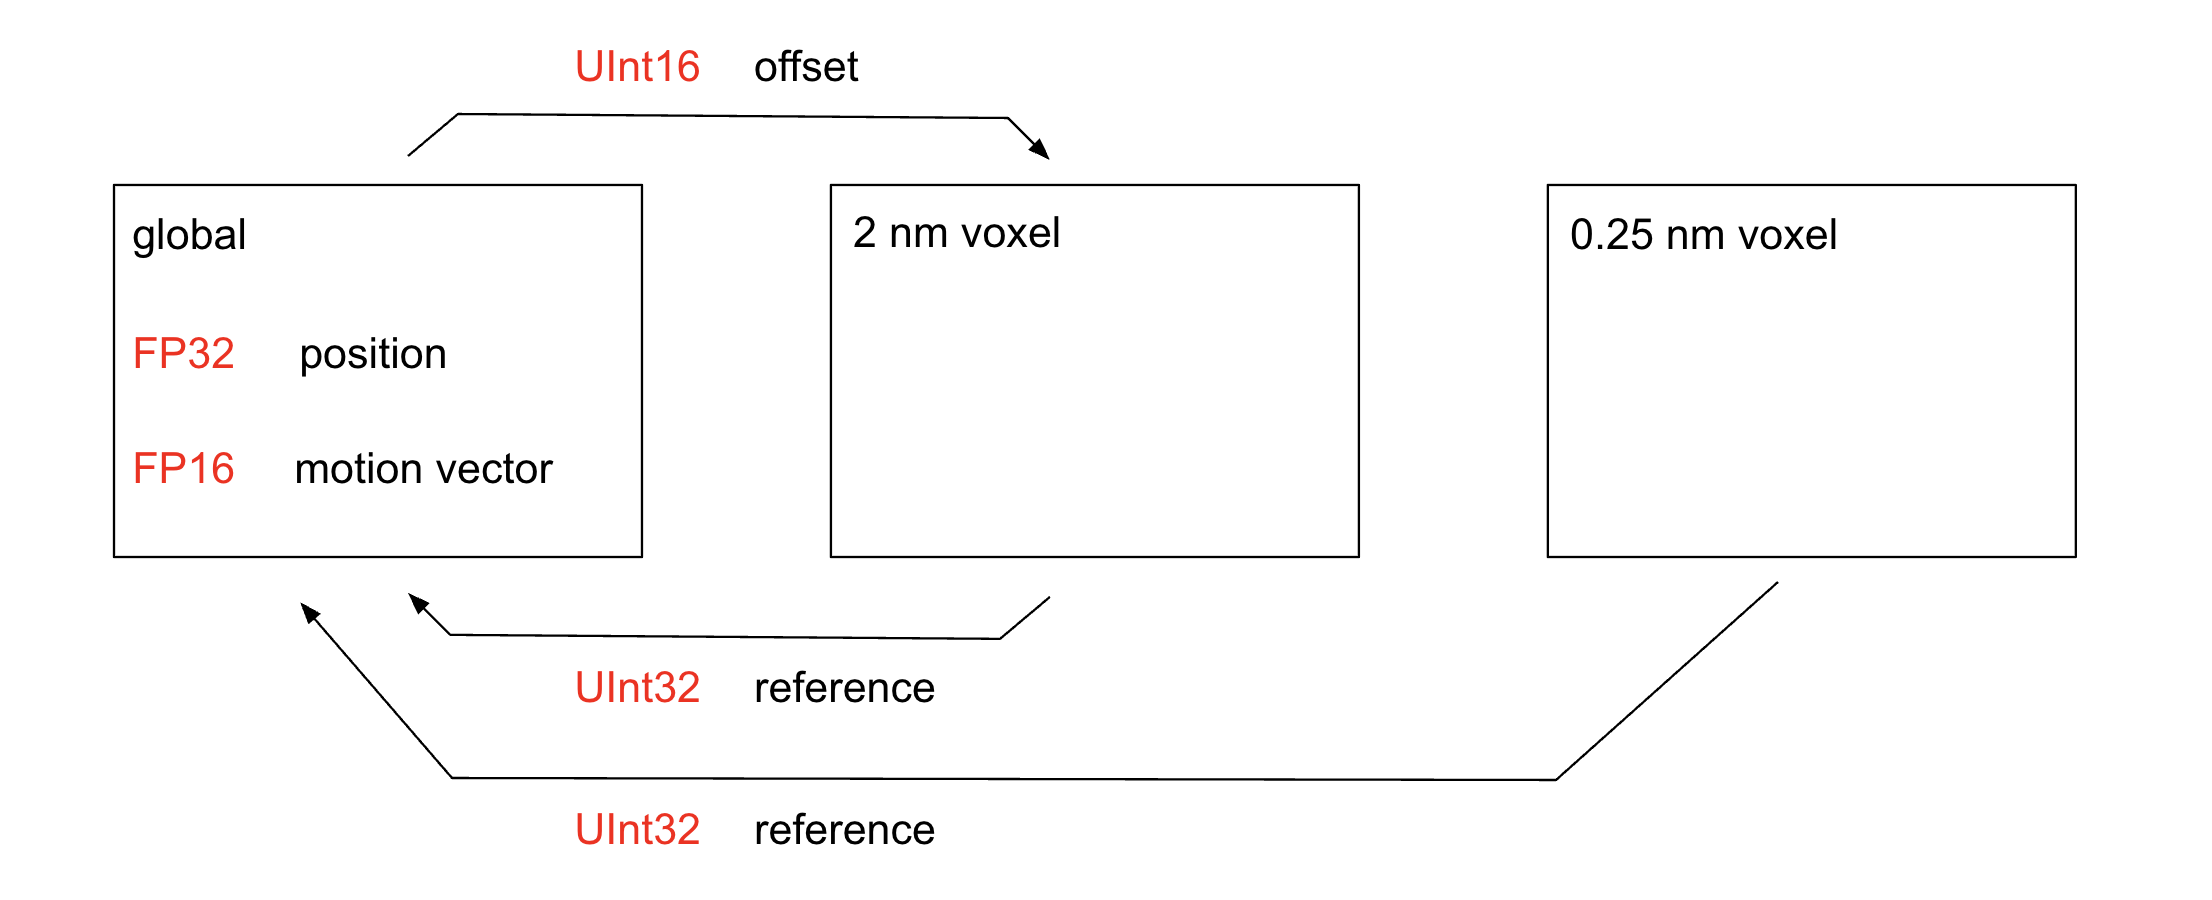 UInt16 offset
global
FP32 position
FP16 motion vector
2 nm voxel
0.25 nm voxel
UInt32 reference
UInt32 reference